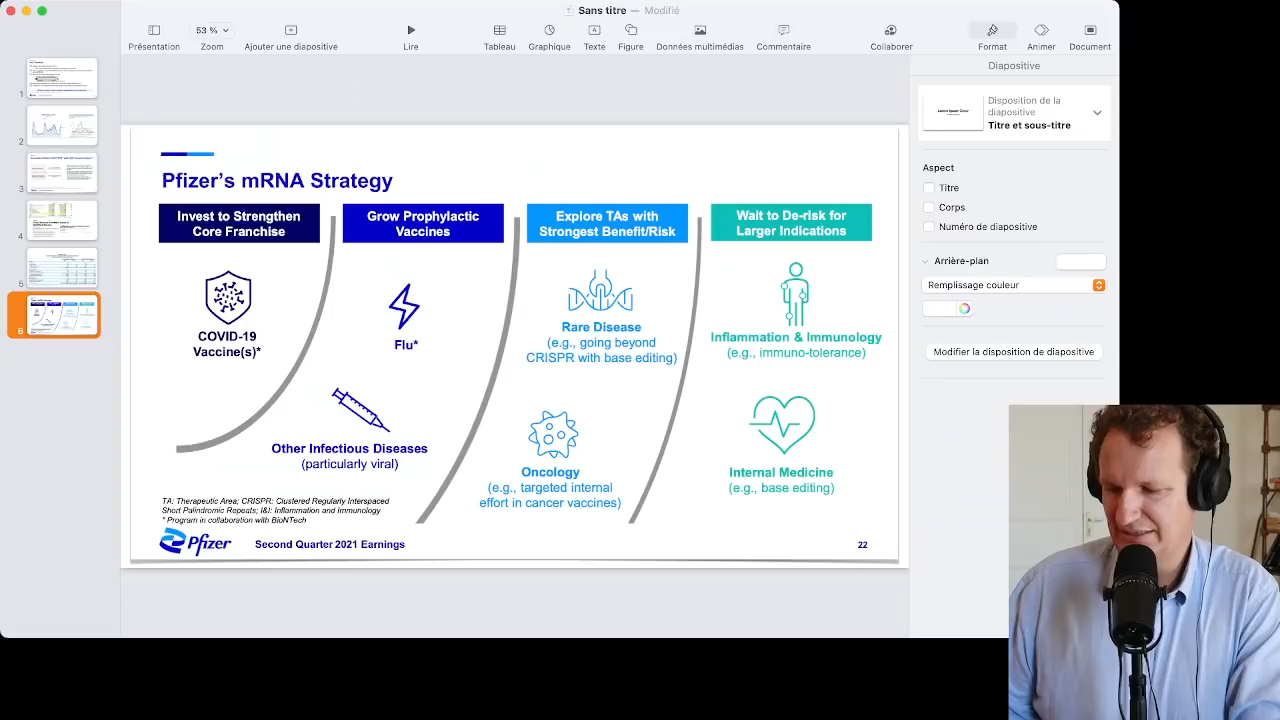 Sans titre — Modifié
53 %
Présentation
Zoom
Ajouter une diapositive
Lire
Tableau
Graphique
Texte
Figure
Données multimédias
Commentaire
Collaborer
Format
Animer
Document
Diapositive
Disposition de la
diapositive
Titre et sous-titre
Aspect
Titre
Corps
Numéro de diapositive
Arrière-plan
Remplissage couleur
Modifier la disposition de diapositive
1
2
3
4
5
6
Pfizer’s mRNA Strategy
Invest to Strengthen
Core Franchise
Grow Prophylactic
Vaccines
Explore TAs with
Strongest Benefit/Risk
Wait to De-risk for
Larger Indications
COVID-19
Vaccine(s)*
Flu*
Other Infectious Diseases
(particularly viral)
Rare Disease
(e.g., going beyond
CRISPR with base editing)
Oncology
(e.g., targeted internal
effort in cancer vaccines)
Inflammation & Immunology
(e.g., immuno-tolerance)
Internal Medicine
(e.g., base editing)
TA: Therapeutic Area; CRISPR: Clustered Regularly Interspaced
Short Palindromic Repeats; I&I: Inflammation and Immunology
* Program in collaboration with BioNTech
Pfizer
Second Quarter 2021 Earnings
22